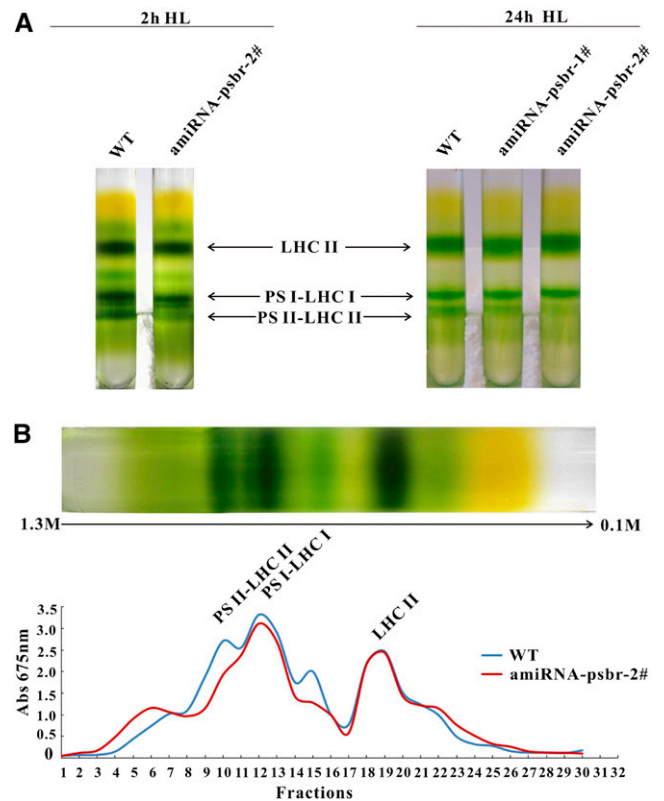 A
2h HL
24h HL
WT
amiRNA-psbr-2#
WT
amiRNA-psbr-1#
amiRNA-psbr-2#
LHC II
PS I-LHC I
PS II-LHC II
B
1.3M
0.1M
PS II-LHC II
PS I-LHC I
LHC II
WT
amiRNA-psbr-2#
Abs 675nm
3.5
3.0
2.5
2.0
1.5
1.0
0.5
0
1 2 3 4 5 6 7 8 9 10 11 12 13 14 15 16 17 18 19 20 21 22 23 24 25 26 27 28 29 30 31 32
Fractions